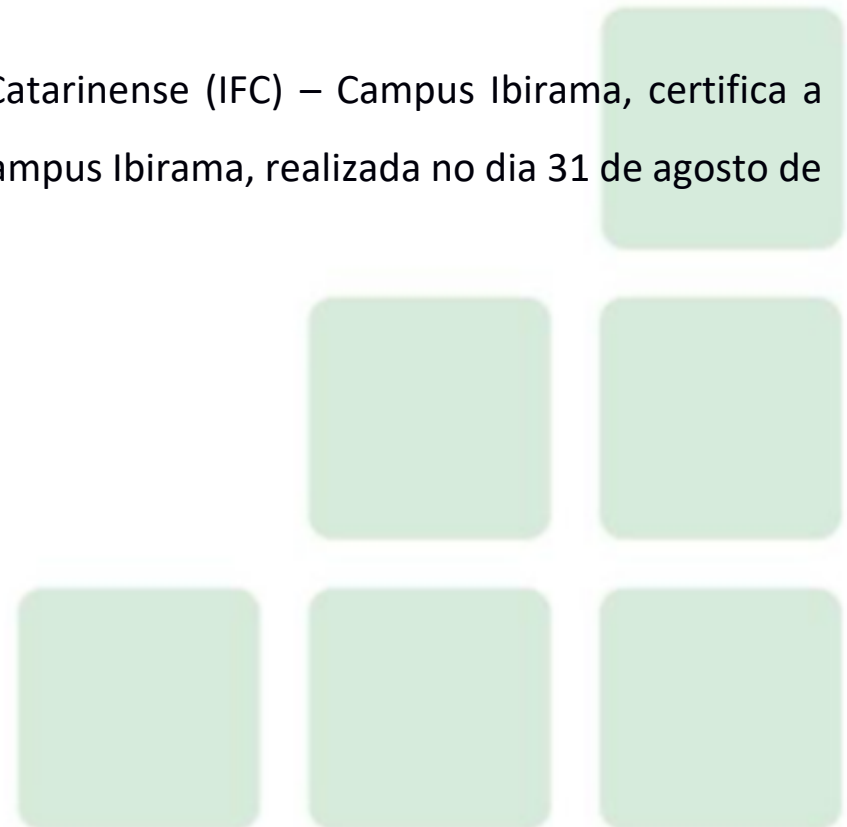 Catarinense (IFC) – Campus Ibirama, certifica a
ampus Ibirama, realizada no dia 31 de agosto de